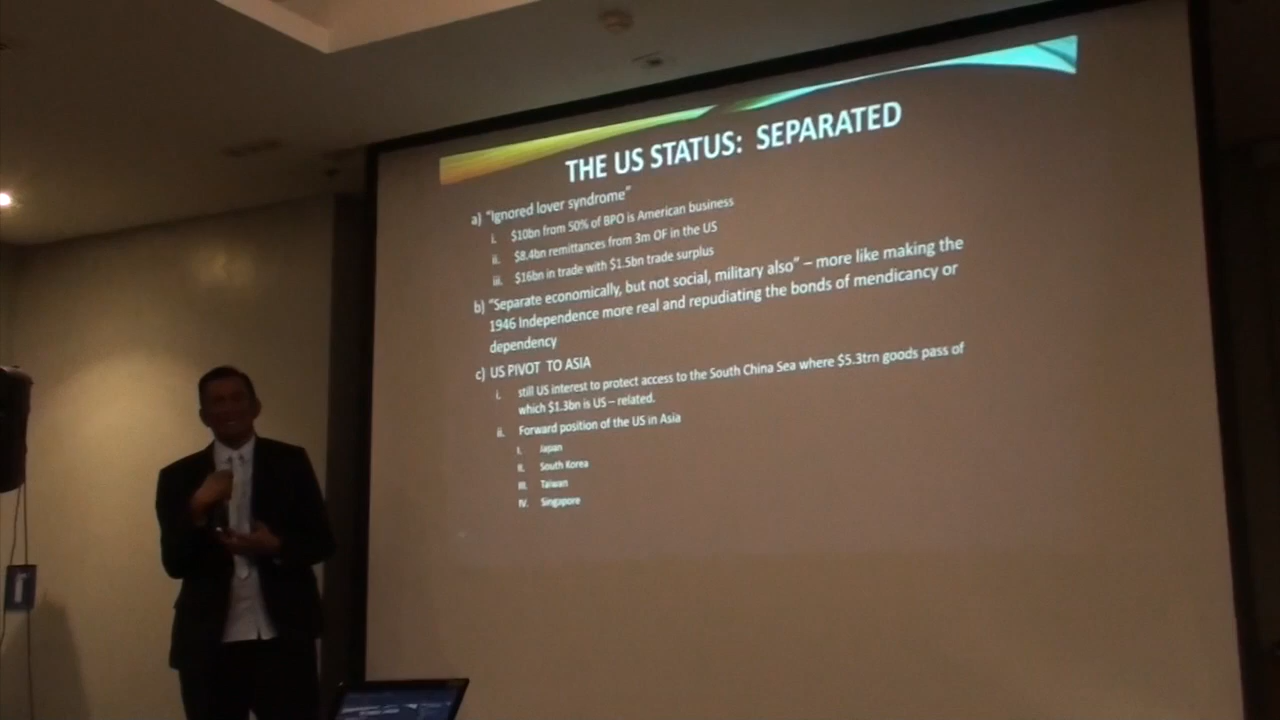 THE US STATUS: SEPARATED
a) "Ignored lover syndrome"
i. $10bn from 50% of BPO is American business
ii. $8.4bn remittances from 3m OF in the US
iii. $16bn in trade with $1.5bn trade surplus
b) "Separate economically, but not social, military also" – more like making the
1946 Independence more real and repudiating the bonds of mendicancy or
dependency
c) US PIVOT TO ASIA
i. still US interest to protect access to the South China Sea where $5.3trn goods pass of
which $1.3bn is US – related.
ii. Forward position of the US in Asia
I. Japan
II. South Korea
III. Taiwan
IV. Singapore